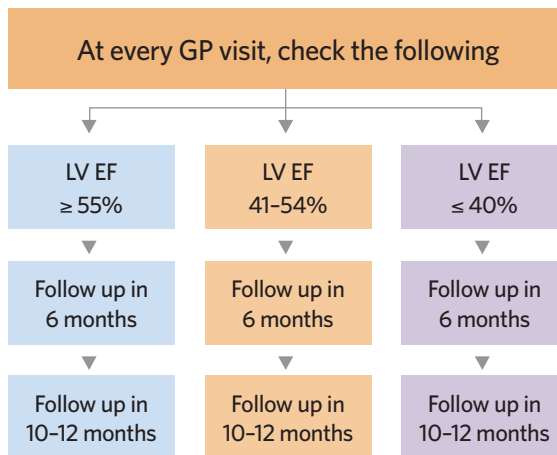 At every GP visit, check the following
LV EF
≥ 55%
LV EF
41–54%
LV EF
≤ 40%
Follow up in
6 months
Follow up in
6 months
Follow up in
6 months
Follow up in
10–12 months
Follow up in
10–12 months
Follow up in
10–12 months